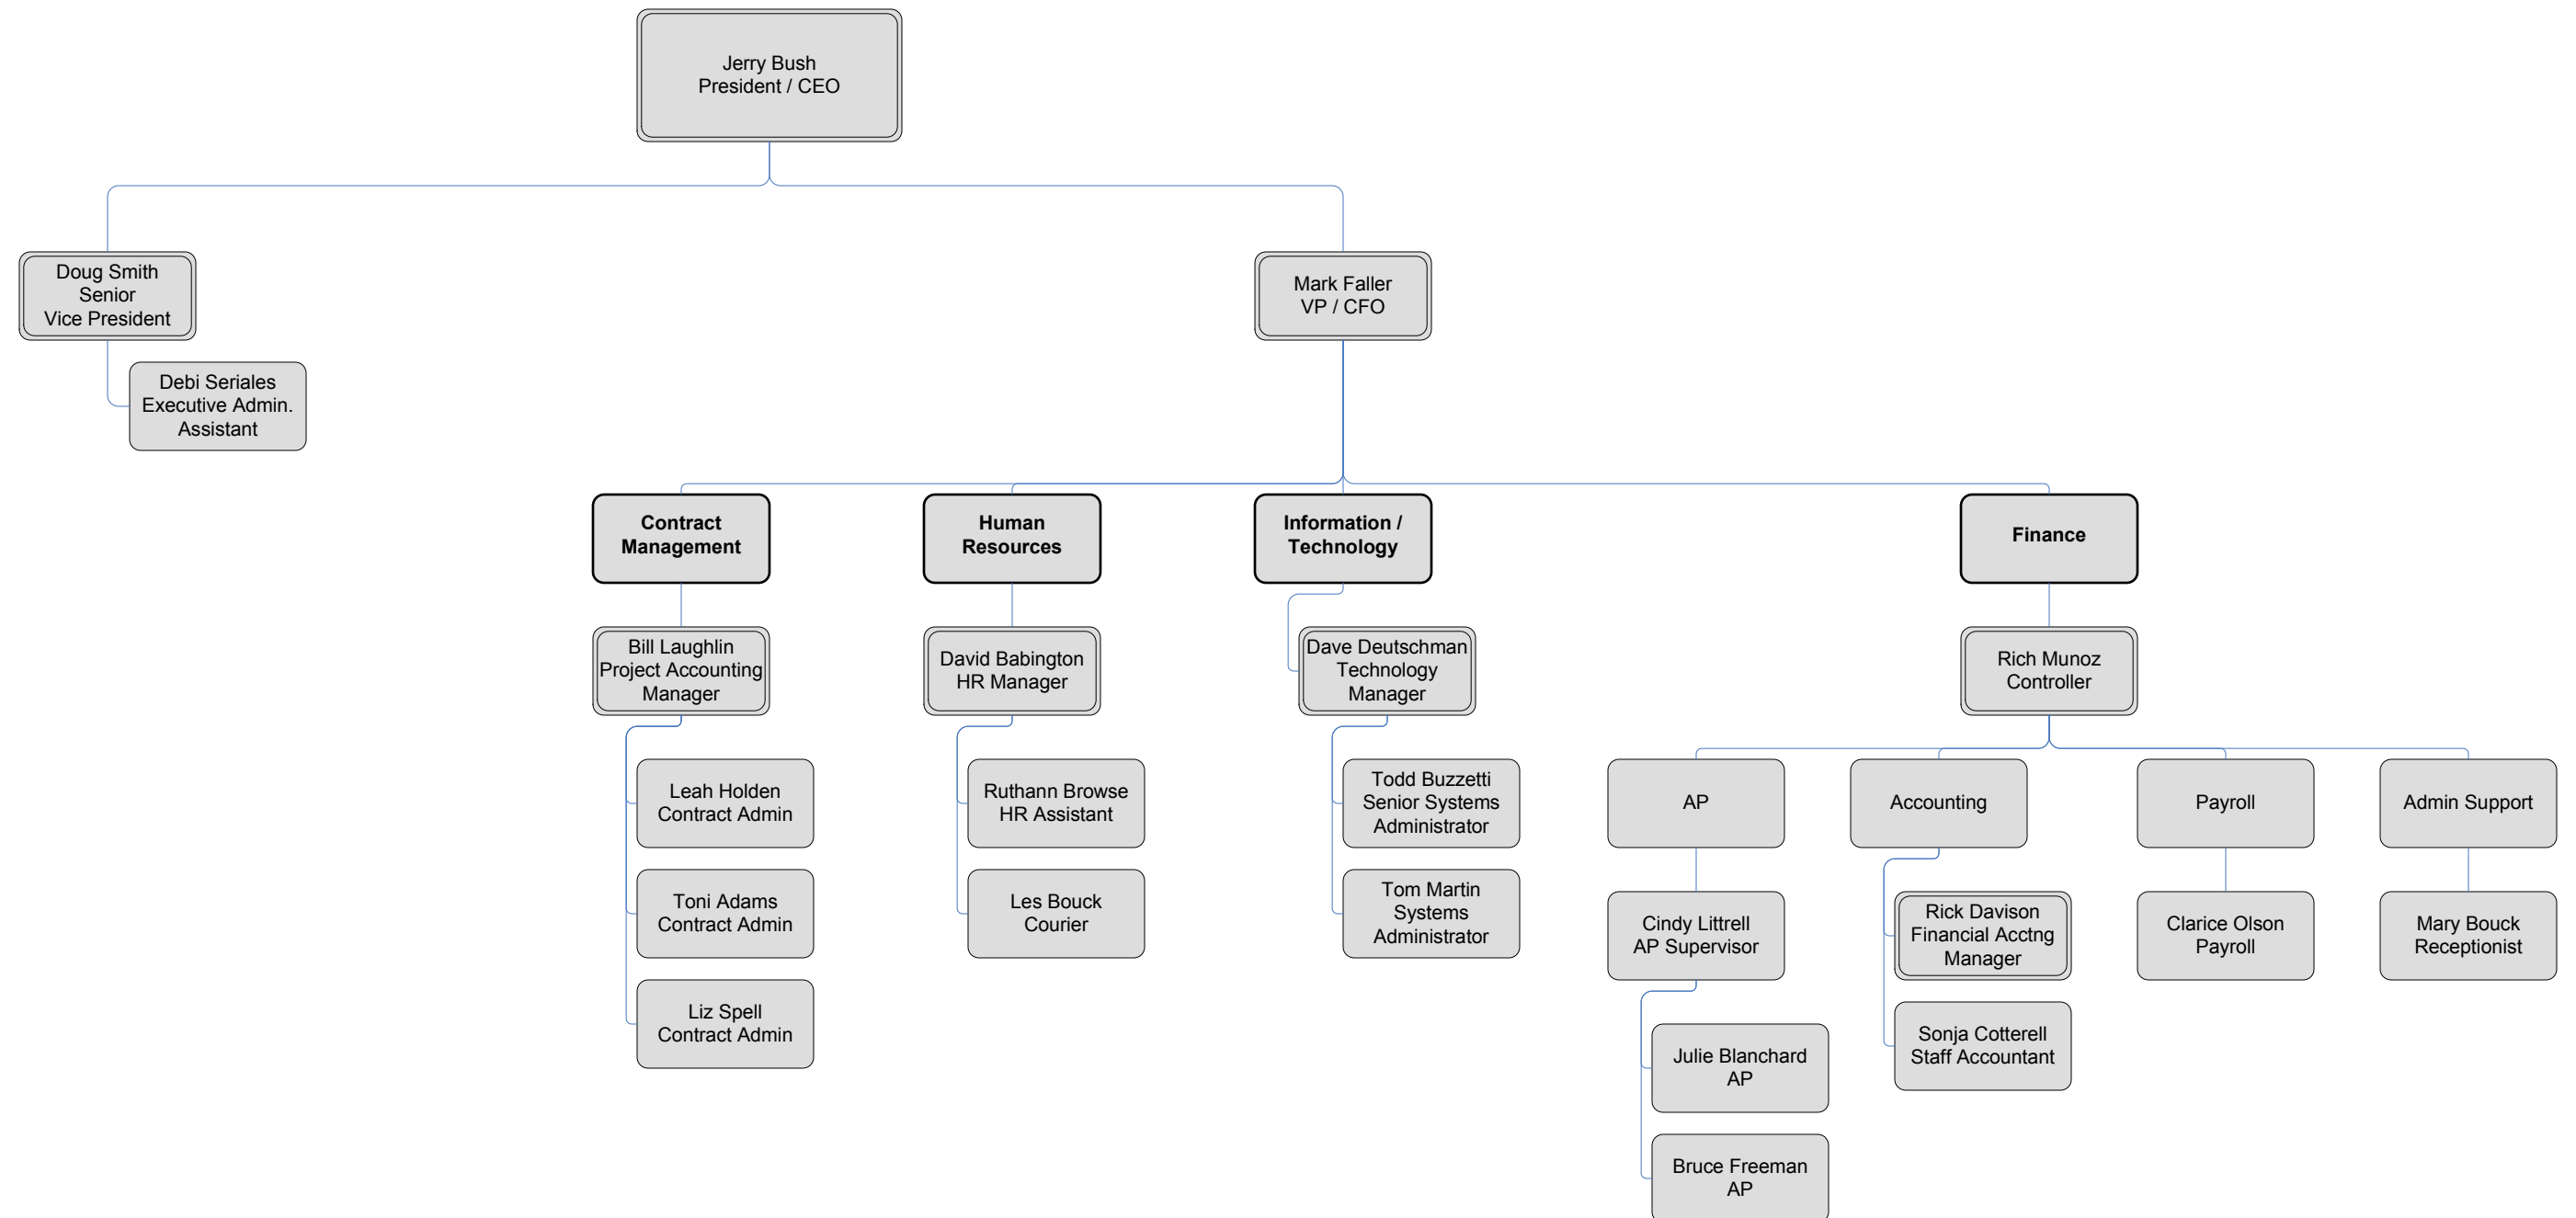 Jerry Bush
President / CEO
Doug Smith
Senior
Vice President
Mark Faller
VP / CFO
Debi Seriales
Executive Admin.
Assistant
Contract
Management
Human
Resources
Information /
Technology
Finance
Bill Laughlin
Project Accounting
Manager
David Babington
HR Manager
Dave Deutschman
Technology
Manager
Rich Munoz
Controller
Leah Holden
Contract Admin
Ruthann Browse
HR Assistant
Todd Buzzetti
Senior Systems
Administrator
AP
Accounting
Payroll
Admin Support
Toni Adams
Contract Admin
Les Bouck
Courier
Tom Martin
Systems
Administrator
Cindy Littrell
AP Supervisor
Rick Davison
Financial Acctng
Manager
Clarice Olson
Payroll
Mary Bouck
Receptionist
Liz Spell
Contract Admin
Julie Blanchard
AP
Sonja Cotterell
Staff Accountant
Bruce Freeman
AP